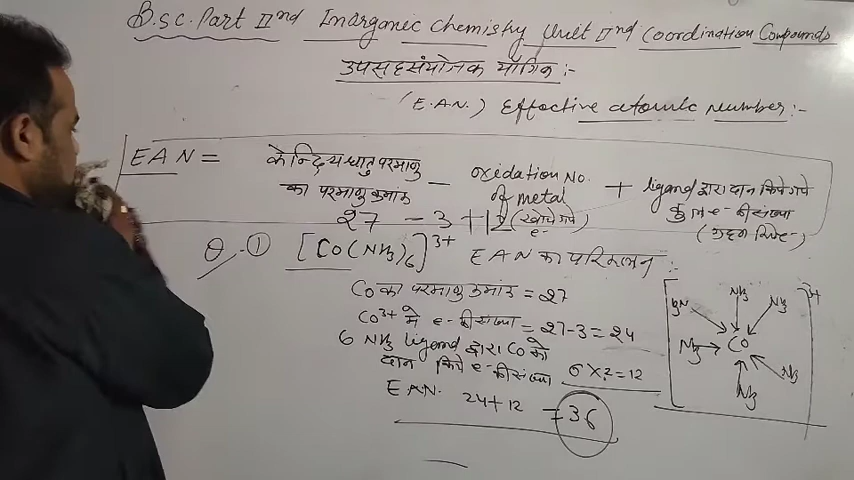 B.Sc. Part IInd Inorganic Chemistry Unit IInd Coordination Compounds
उपसहसंयोजक यौगिक :-
(E.A.N.) Effective atomic number :-
EAN = केन्द्रिय धातु परमाणु का परमाणु क्रमांक - oxidation No. of metal (खोये गये e-) + ligand द्वारा दान किये गये कुल e- की संख्या
27 - 3 + 12
Q.① [Co(NH3)6]3+ EAN का परिकलन :-
Co का परमाणु क्रमांक = 27
Co3+ में e- की संख्या = 27-3 = 24
6 NH3 ligand द्वारा Co को
दान किये e- की संख्या 6x2=12
EAN. 24+12 = 36
3+
NH3 NH3
NH3 → Co
NH3
NH3